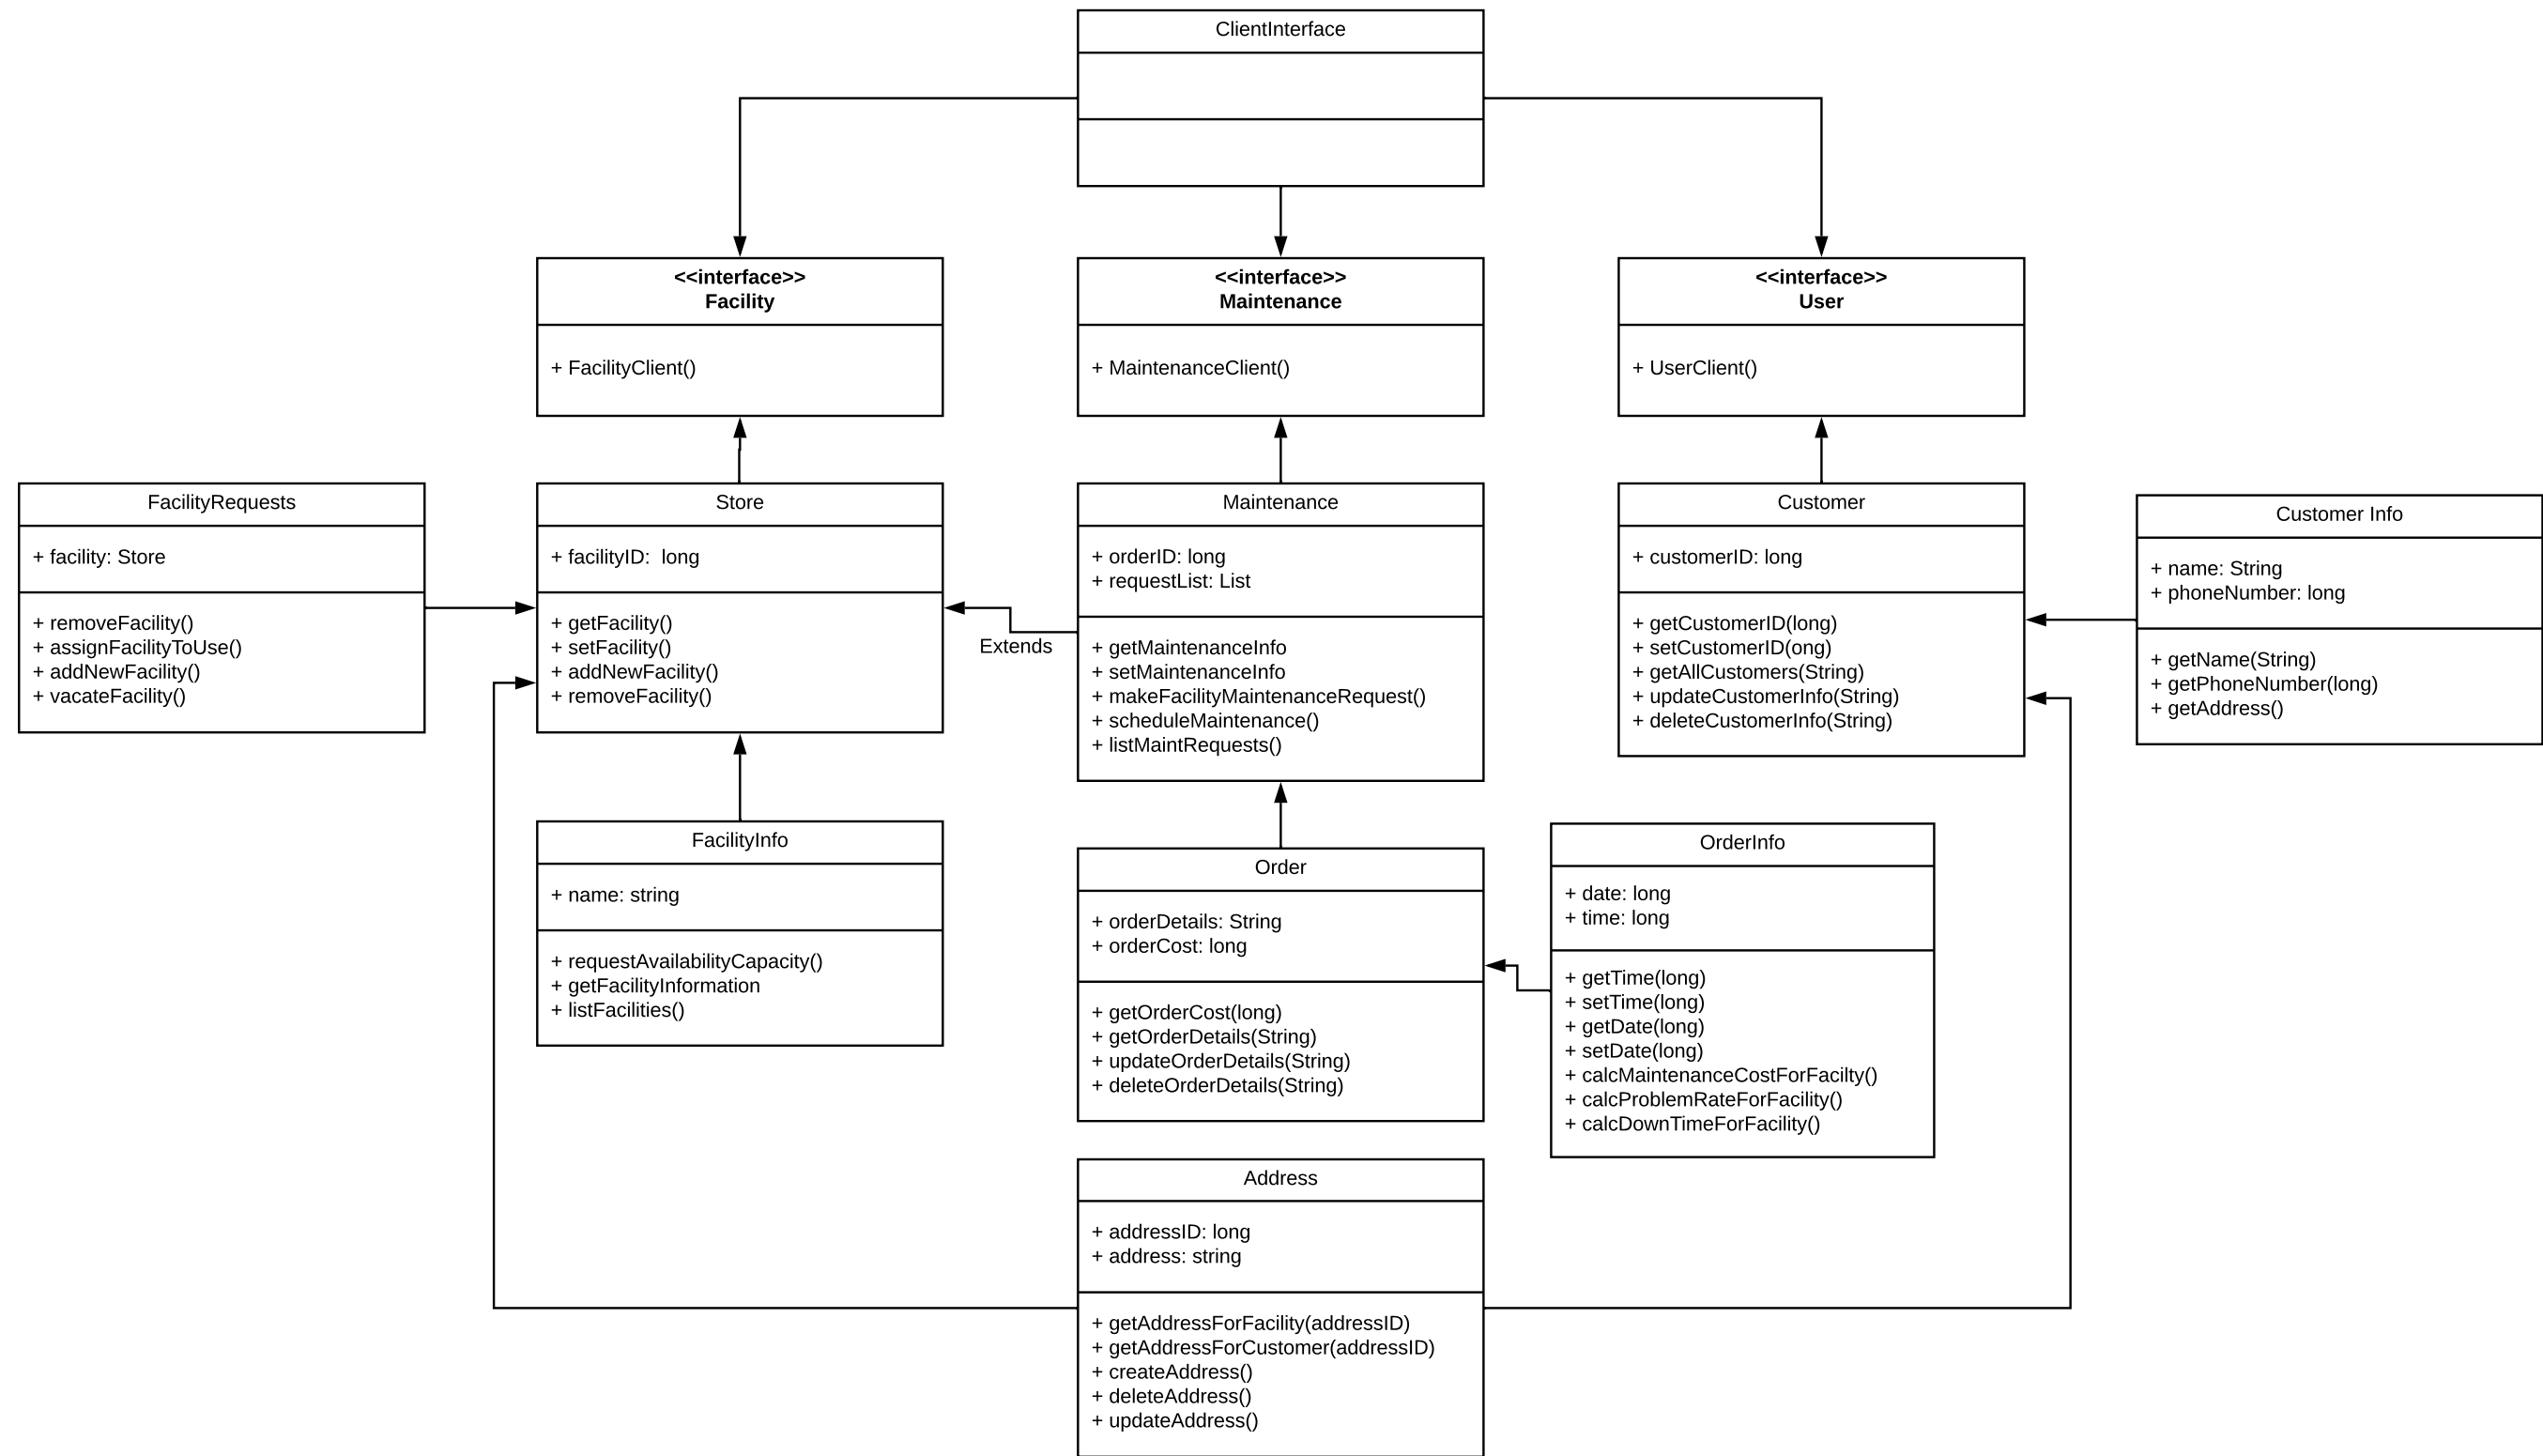 ClientInterface
<<interface>>
Facility
+ FacilityClient()
<<interface>>
Maintenance
+ MaintenanceClient()
<<interface>>
User
+ UserClient()
FacilityRequests
+ facility: Store
+ removeFacility()
+ assignFacilityToUse()
+ addNewFacility()
+ vacateFacility()
Store
+ facilityID:  long
+ getFacility()
+ setFacility()
+ addNewFacility()
+ removeFacility()
Extends
Maintenance
+ orderID: long
+ requestList: List
+ getMaintenanceInfo
+ setMaintenanceInfo
+ makeFacilityMaintenanceRequest()
+ scheduleMaintenance()
+ listMaintRequests()
Customer
+ customerID: long
+ getCustomerID(long)
+ setCustomerID(ong)
+ getAllCustomers(String)
+ updateCustomerInfo(String)
+ deleteCustomerInfo(String)
Customer Info
+ name: String
+ phoneNumber: long
+ getName(String)
+ getPhoneNumber(long)
+ getAddress()
FacilityInfo
+ name: string
+ requestAvailabilityCapacity()
+ getFacilityInformation
+ listFacilities()
Order
+ orderDetails: String
+ orderCost: long
+ getOrderCost(long)
+ getOrderDetails(String)
+ updateOrderDetails(String)
+ deleteOrderDetails(String)
OrderInfo
+ date: long
+ time: long
+ getTime(long)
+ setTime(long)
+ getDate(long)
+ setDate(long)
+ calcMaintenanceCostForFacilty()
+ calcProblemRateForFacility()
+ calcDownTimeForFacility()
Address
+ addressID: long
+ address: string
+ getAddressForFacility(addressID)
+ getAddressForCustomer(addressID)
+ createAddress()
+ deleteAddress()
+ updateAddress()